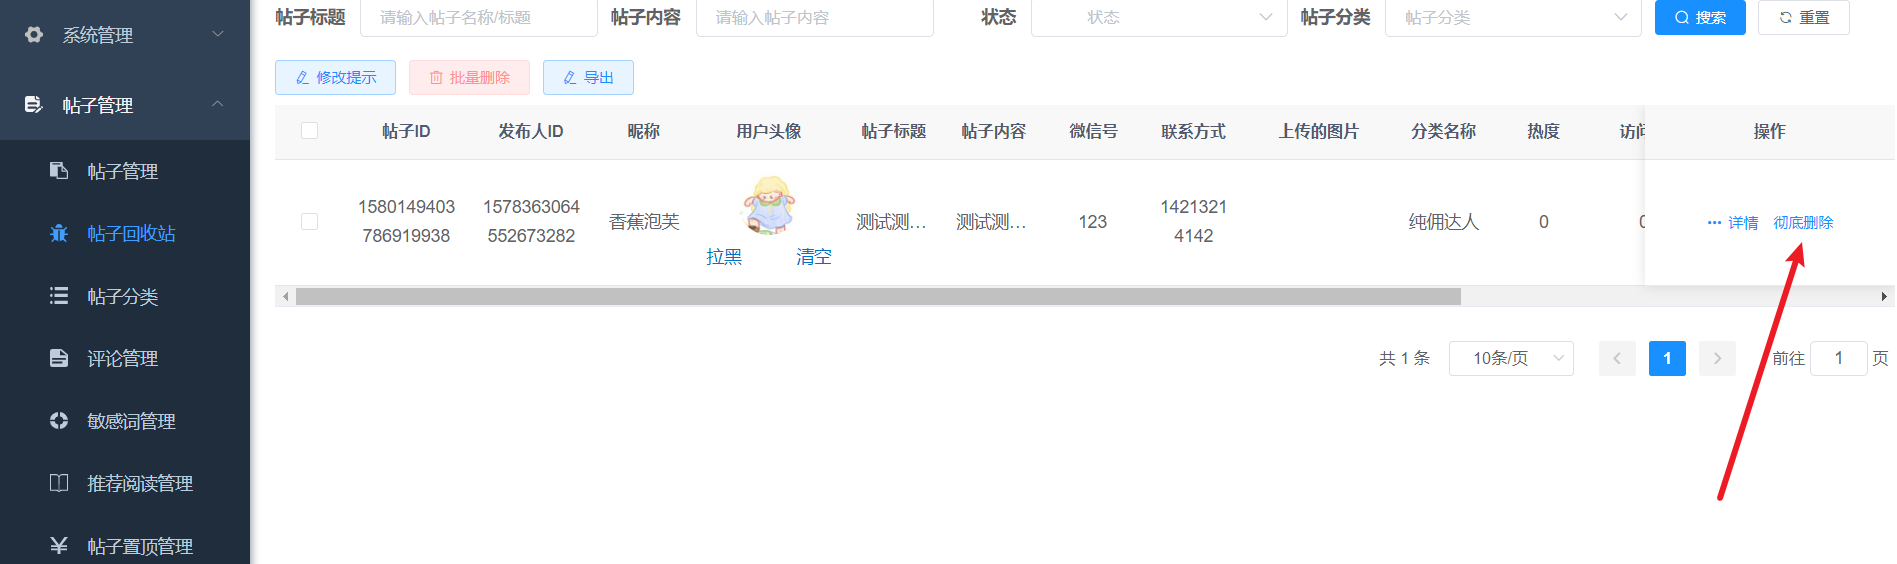 系统管理
帖子管理
帖子管理
帖子回收站
帖子分类
评论管理
敏感词管理
推荐阅读管理
帖子置顶管理
帖子标题 请输入帖子名称/标题 帖子内容 请输入帖子内容 状态 状态 帖子分类 帖子分类 搜索 重置
修改提示 批量删除 导出
帖子ID 发布人ID 昵称 用户头像 帖子标题 帖子内容 微信号 联系方式 上传的图片 分类名称 热度 访问 操作
1580149403 1578363064 1421321
香蕉泡芙 测试测... 测试测... 123 纯佣达人 0 0 ··· 详情 彻底删除
786919938 552673282 4142
拉黑 清空
共 1 条 10条/页 1 前往 1 页